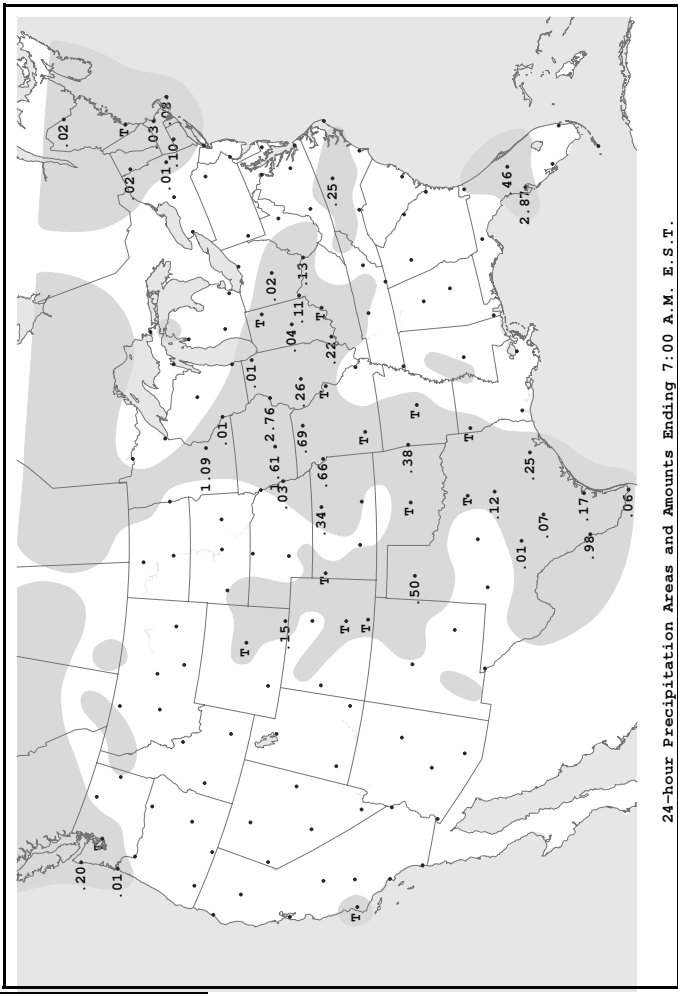 .20
.01
T
.02
T
02
.03
.08
.01
.10
1.09
.01
.01
T
.02
.13
.11
.04
T
.22
2.76
1.61
.03
.26
T
.69
.66
.34
T
T
.15
T
T
T
.38
T
T
.50
.25
46
2.87
T
T
.12
.25
.07
.01
.17
.98
.06
T
24-hour Precipitation Areas and Amounts Ending 7:00 A.M. E.S.T.